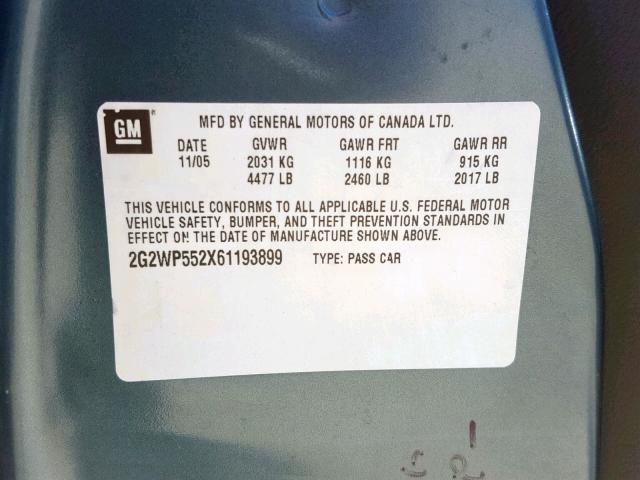 GM
MFD BY GENERAL MOTORS OF CANADA LTD.
DATE GVWR GAWR FRT GAWR RR
11/05 2031 KG 1116 KG 915 KG
4477 LB 2460 LB 2017 LB
THIS VEHICLE CONFORMS TO ALL APPLICABLE U.S. FEDERAL MOTOR
VEHICLE SAFETY, BUMPER, AND THEFT PREVENTION STANDARDS IN
EFFECT ON THE DATE OF MANUFACTURE SHOWN ABOVE.
2G2WP552X61193899 TYPE: PASS CAR